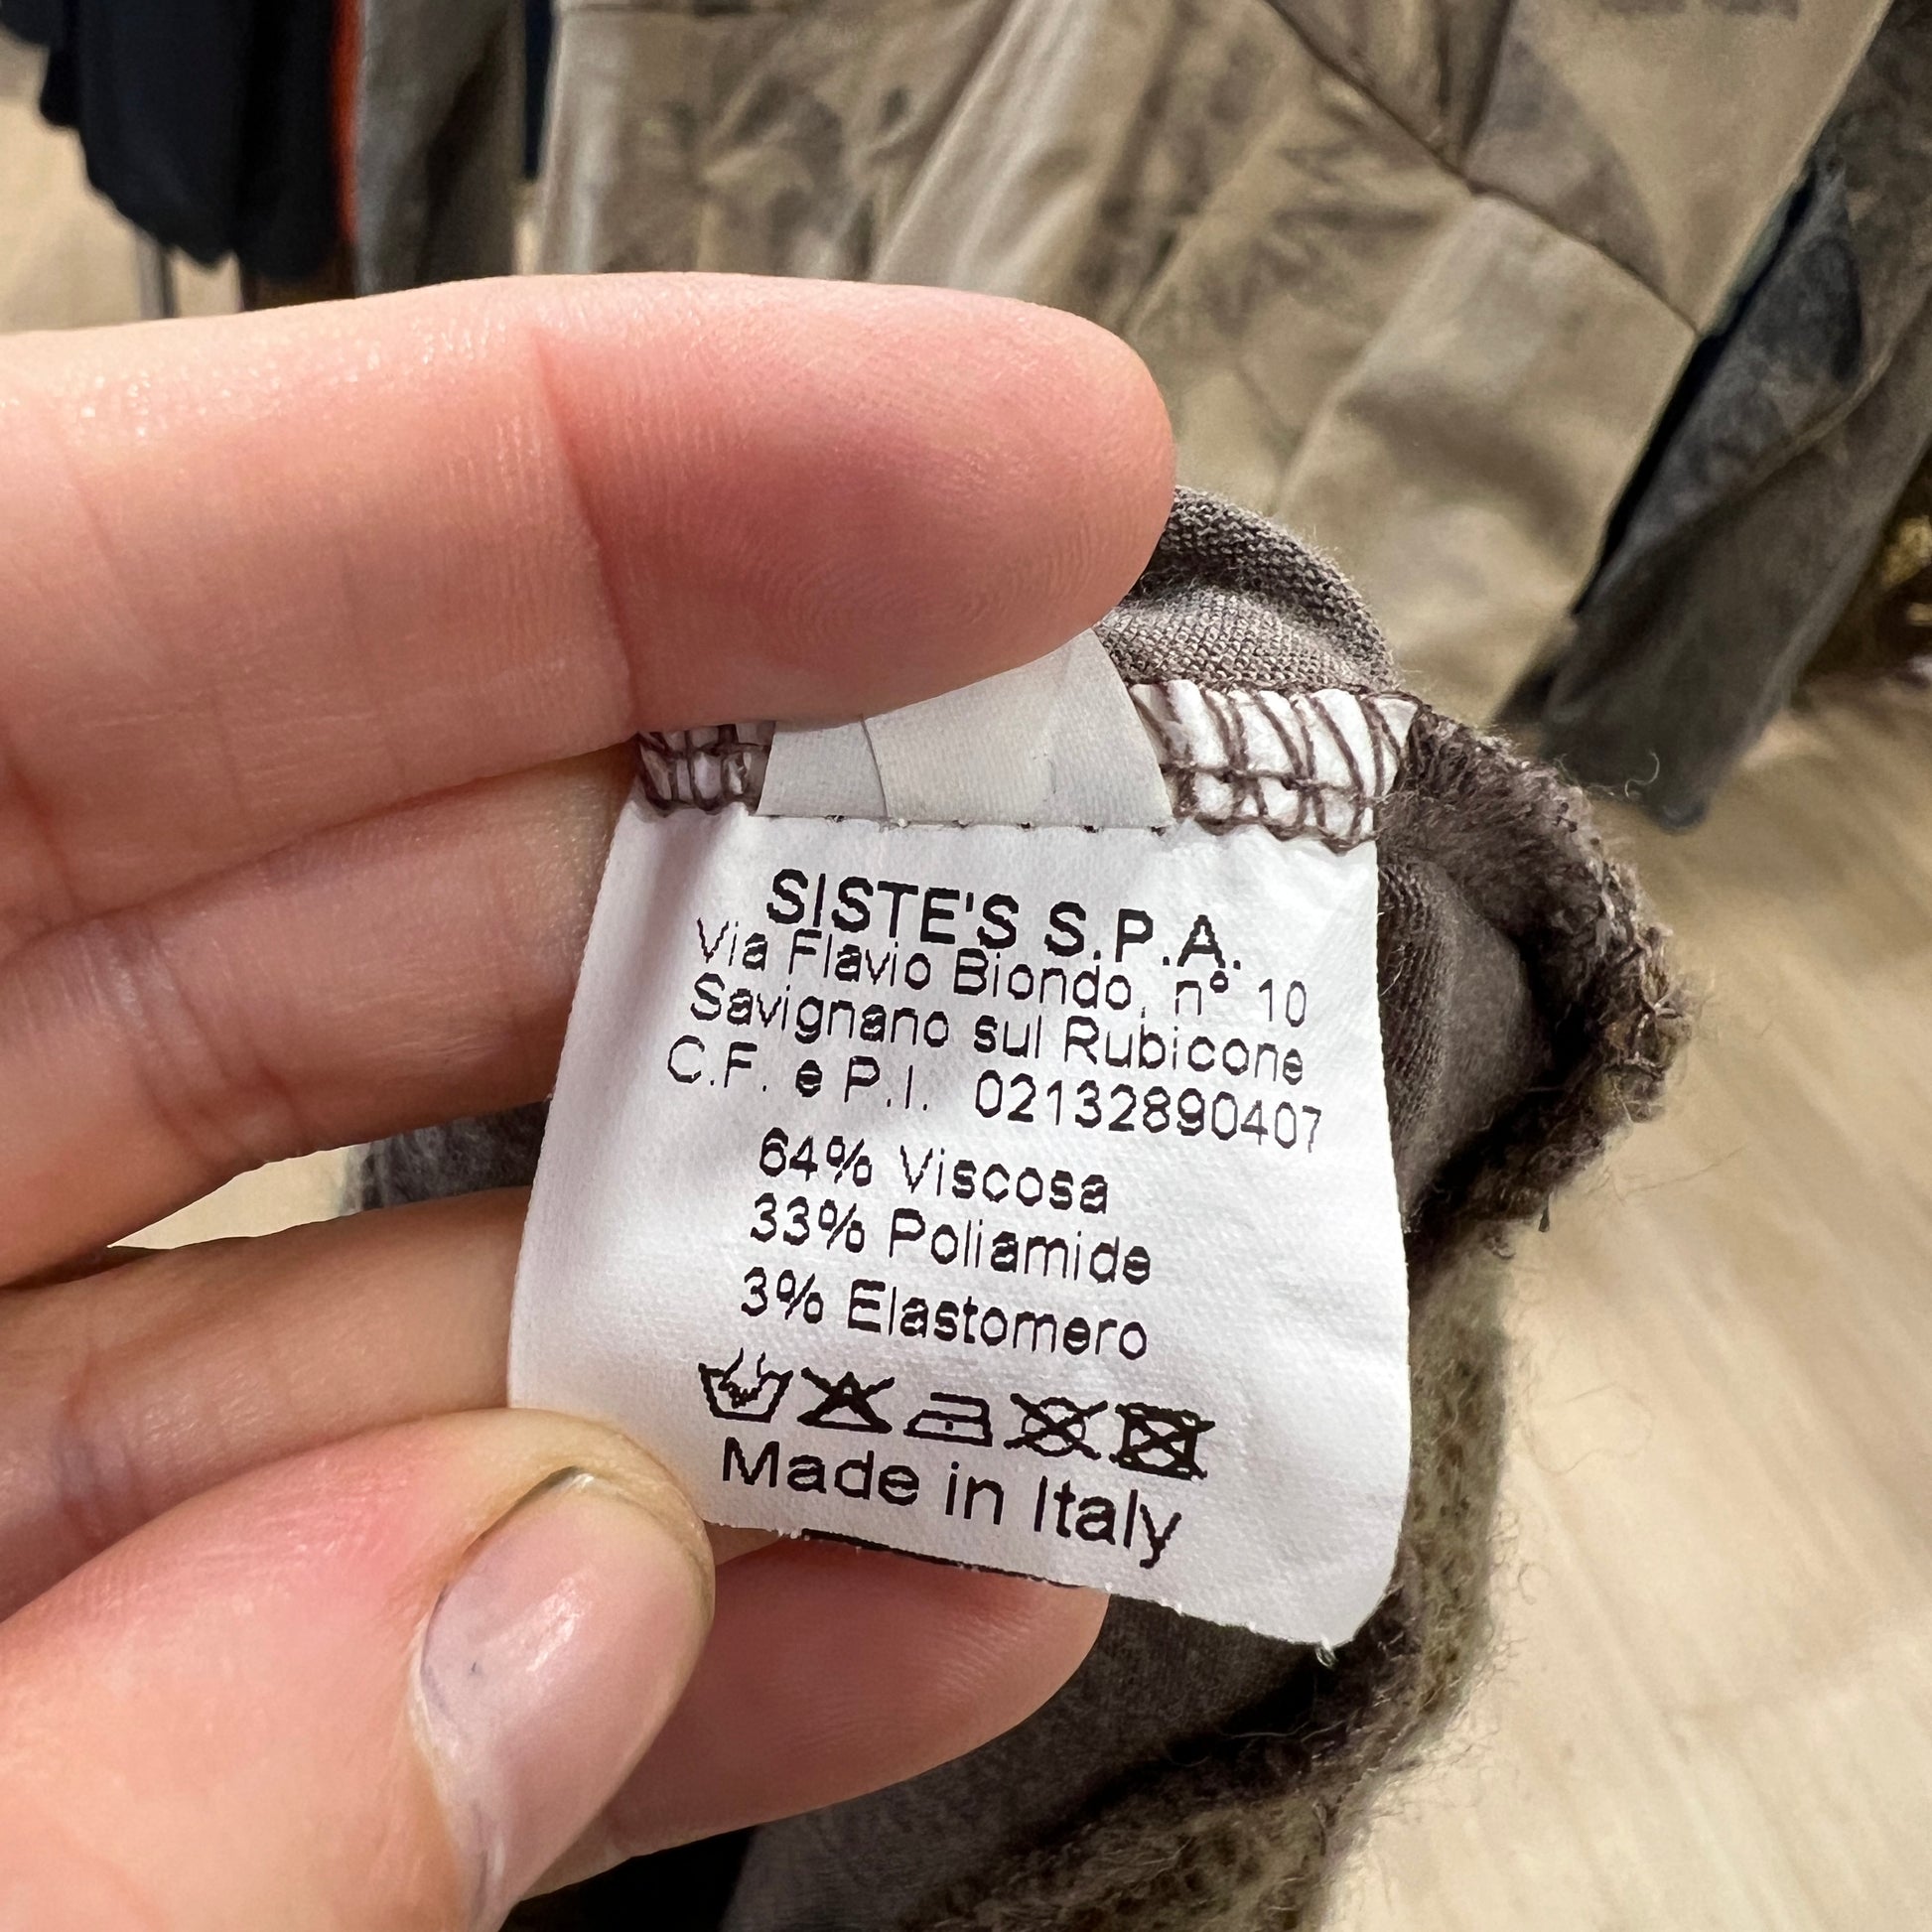 SISTE'S S.P.A.
Via Flavio Biondo, n° 10
Savignano sul Rubicone
C.F. e P.I. 02132890407
64% Viscosa
33% Poliamide
3% Elastomero
Made in Italy